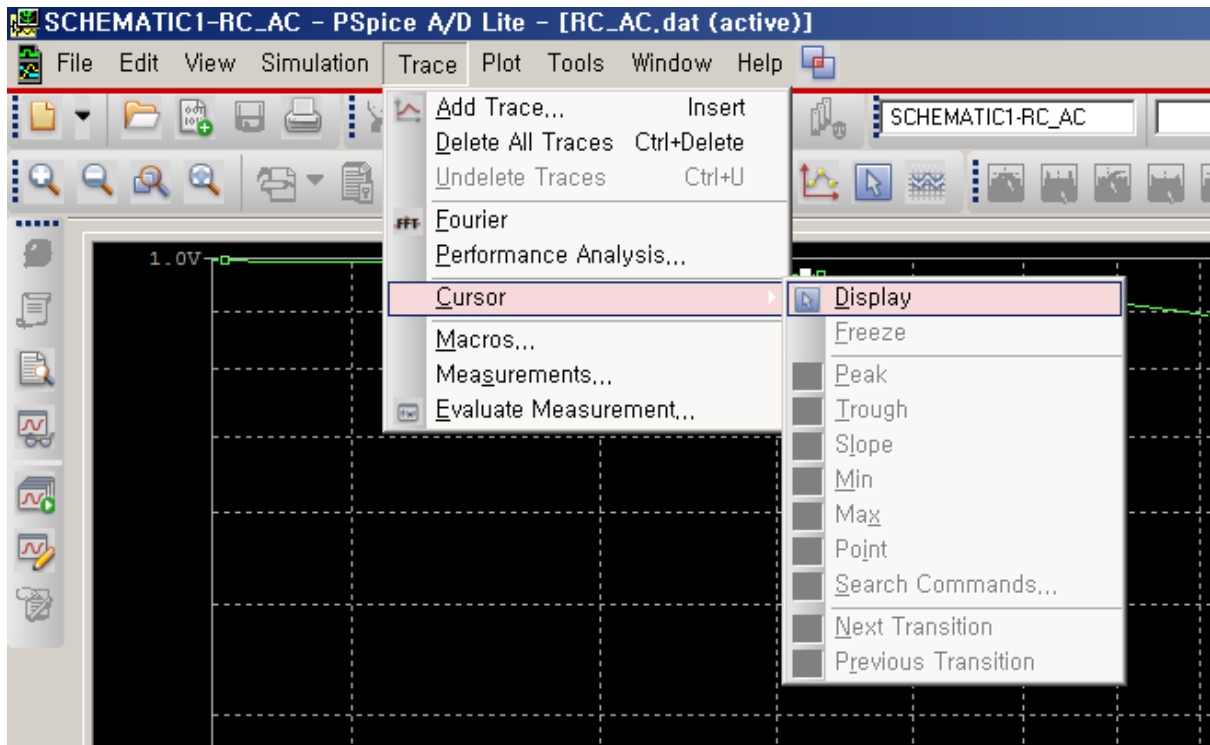 SCHEMATIC1-RC_AC - PSpice A/D Lite - [RC_AC.dat (active)]
File Edit View Simulation Trace Plot Tools Window Help
Add Trace... Insert
SCHEMATIC1-RC_AC
Delete All Traces Ctrl+Delete
Undelete Traces Ctrl+U
FFT Fourier
Performance Analysis...
1.0V
Cursor
Display
Freeze
Macros...
Measurements...
Evaluate Measurement...
Peak
Trough
Slope
Min
Max
Point
Search Commands...
Next Transition
Previous Transition